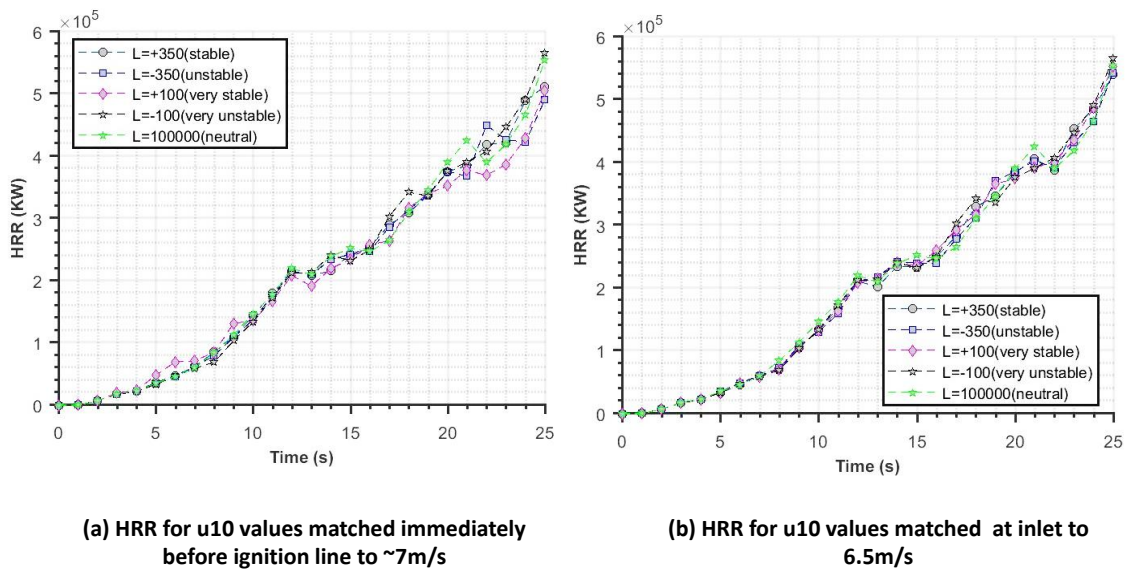 ×10⁵
6
5
4
3
2
1
0
HRR (KW)
L=+350(stable)
L=-350(unstable)
L=+100(very stable)
L=-100(very unstable)
L=100000(neutral)
0 5 10 15 20 25
Time (s)
(a) HRR for u10 values matched immediately
before ignition line to ~7m/s
×10⁵
6
5
4
3
2
1
0
HRR (KW)
L=+350(stable)
L=-350(unstable)
L=+100(very stable)
L=-100(very unstable)
L=100000(neutral)
0 5 10 15 20 25
Time (s)
(b) HRR for u10 values matched at inlet to
6.5m/s